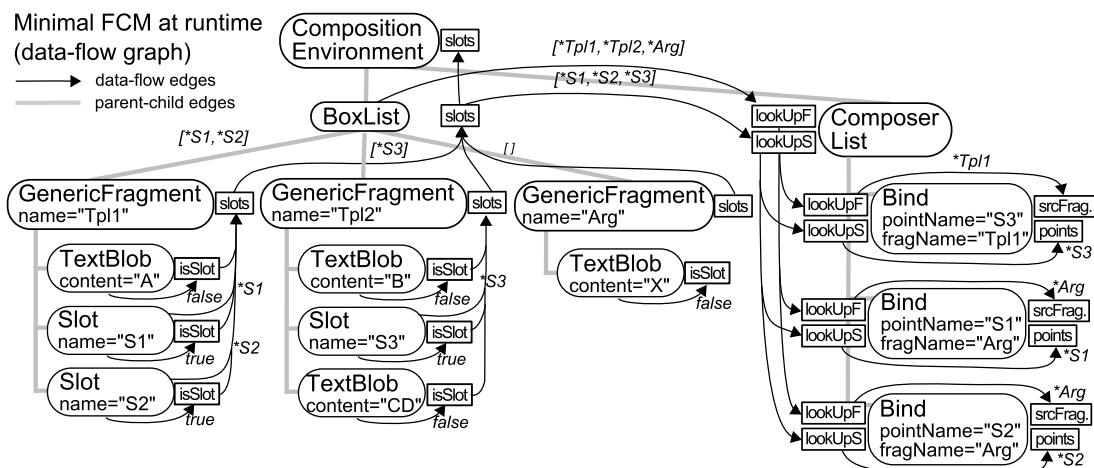 Minimal FCM at runtime
(data-flow graph)
data-flow edges
parent-child edges
Composition
Environment
slots
[*Tpl1,*Tpl2,*Arg]
[*S1,*S2,*S3]
BoxList
slots
lookUpF
lookUpS
Composer
List
[*S1,*S2]
[*S3]
[ ]
GenericFragment
name="Tpl1"
slots
GenericFragment
name="Tpl2"
slots
GenericFragment
name="Arg"
slots
TextBlob
content="A"
isSlot
false
*S1
Slot
name="S1"
isSlot
true
*S2
Slot
name="S2"
isSlot
true
TextBlob
content="B"
isSlot
false
*S3
Slot
name="S3"
isSlot
true
TextBlob
content="CD"
isSlot
false
TextBlob
content="X"
isSlot
false
*Tpl1
lookUpF
lookUpS
Bind
pointName="S3"
fragName="Tpl1"
srcFrag.
points
*S3
*Arg
lookUpF
lookUpS
Bind
pointName="S1"
fragName="Arg"
srcFrag.
points
*S1
*Arg
lookUpF
lookUpS
Bind
pointName="S2"
fragName="Arg"
srcFrag.
points
*S2